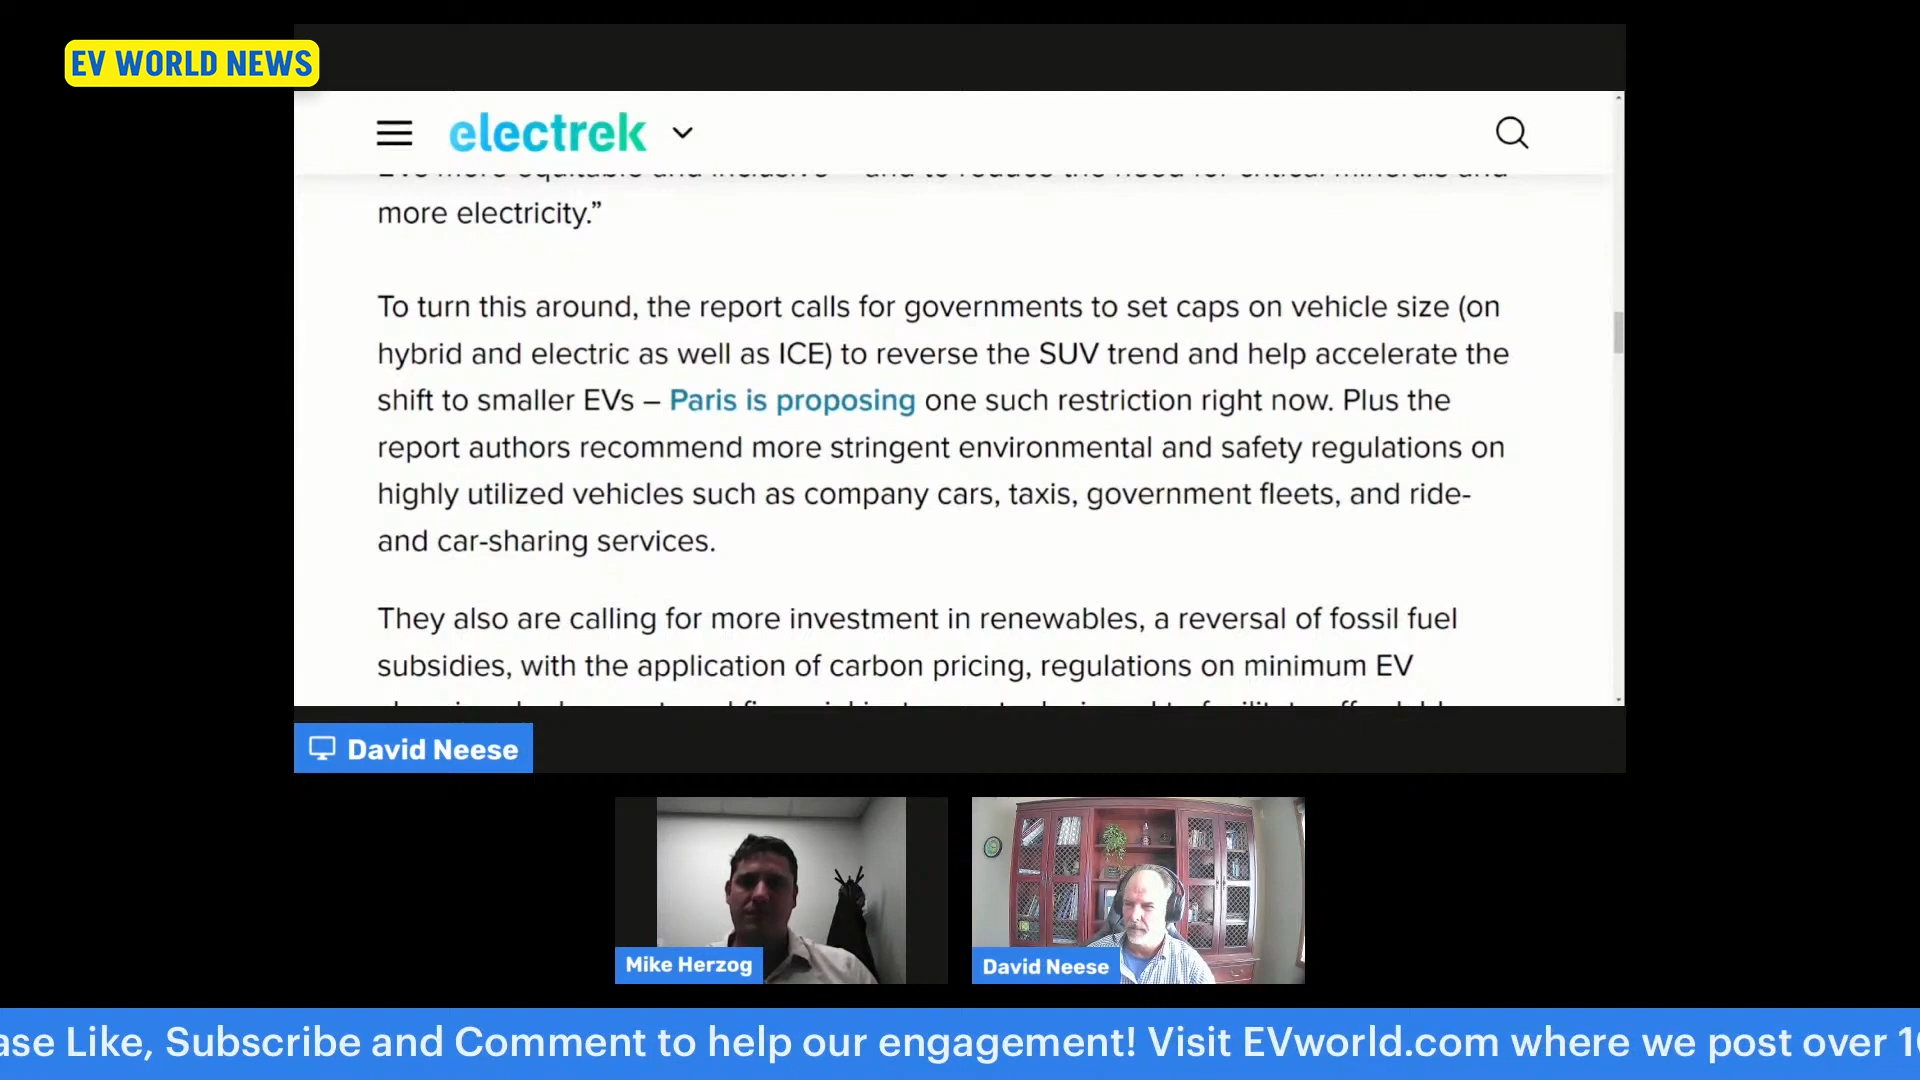 EV WORLD NEWS
electrek
more electricity.”
To turn this around, the report calls for governments to set caps on vehicle size (on
hybrid and electric as well as ICE) to reverse the SUV trend and help accelerate the
shift to smaller EVs – Paris is proposing one such restriction right now. Plus the
report authors recommend more stringent environmental and safety regulations on
highly utilized vehicles such as company cars, taxis, government fleets, and ride-
and car-sharing services.
They also are calling for more investment in renewables, a reversal of fossil fuel
subsidies, with the application of carbon pricing, regulations on minimum EV
David Neese
Mike Herzog
David Neese
ase Like, Subscribe and Comment to help our engagement! Visit EVworld.com where we post over 1